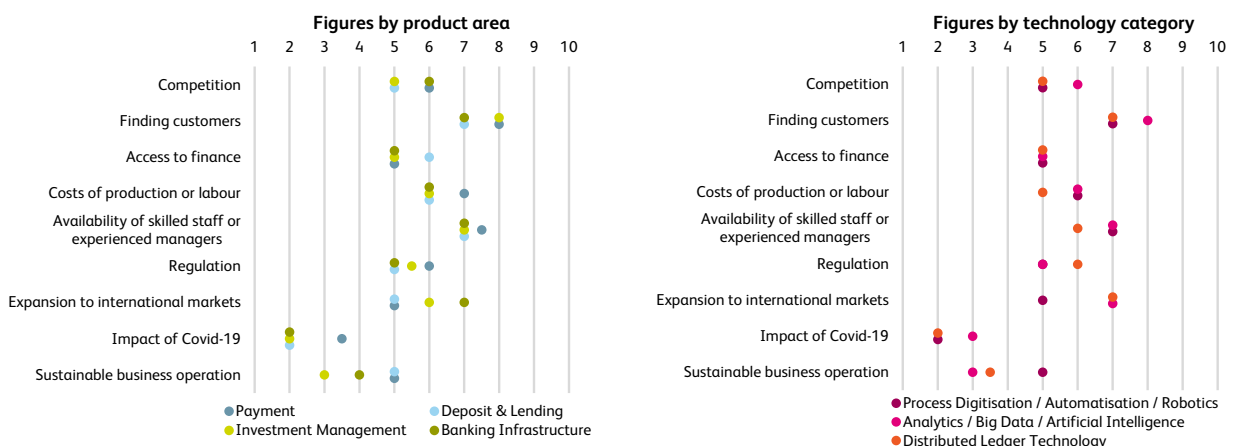 Figures by product area
1 2 3 4 5 6 7 8 9 10
Competition
Finding customers
Access to finance
Costs of production or labour
Availability of skilled staff or
experienced managers
Regulation
Expansion to international markets
Impact of Covid-19
Sustainable business operation
Payment
Deposit & Lending
Investment Management
Banking Infrastructure
Figures by technology category
1 2 3 4 5 6 7 8 9 10
Competition
Finding customers
Access to finance
Costs of production or labour
Availability of skilled staff or
experienced managers
Regulation
Expansion to international markets
Impact of Covid-19
Sustainable business operation
Process Digitisation / Automatisation / Robotics
Analytics / Big Data / Artificial Intelligence
Distributed Ledger Technology